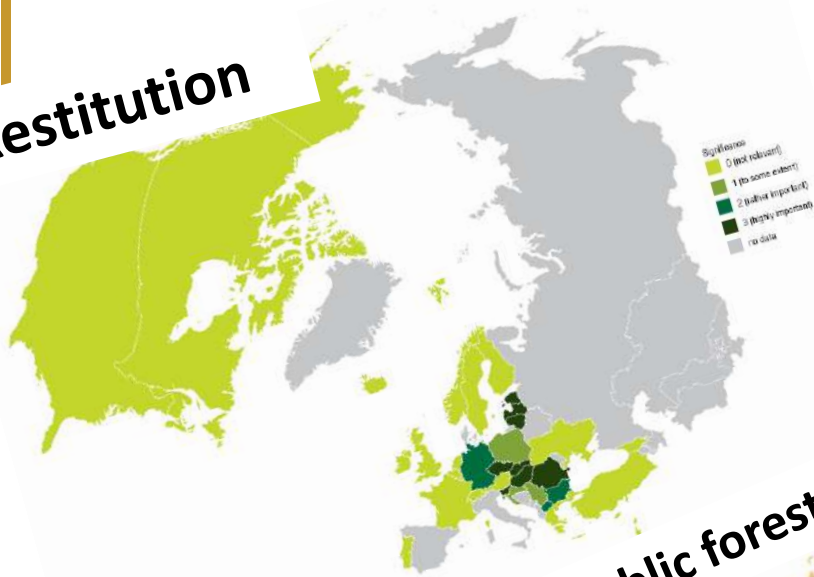 estitution
Significance
0 (not relevant)
1 (to some extent)
2 (rather important)
3 (highly important)
no data
blic forest